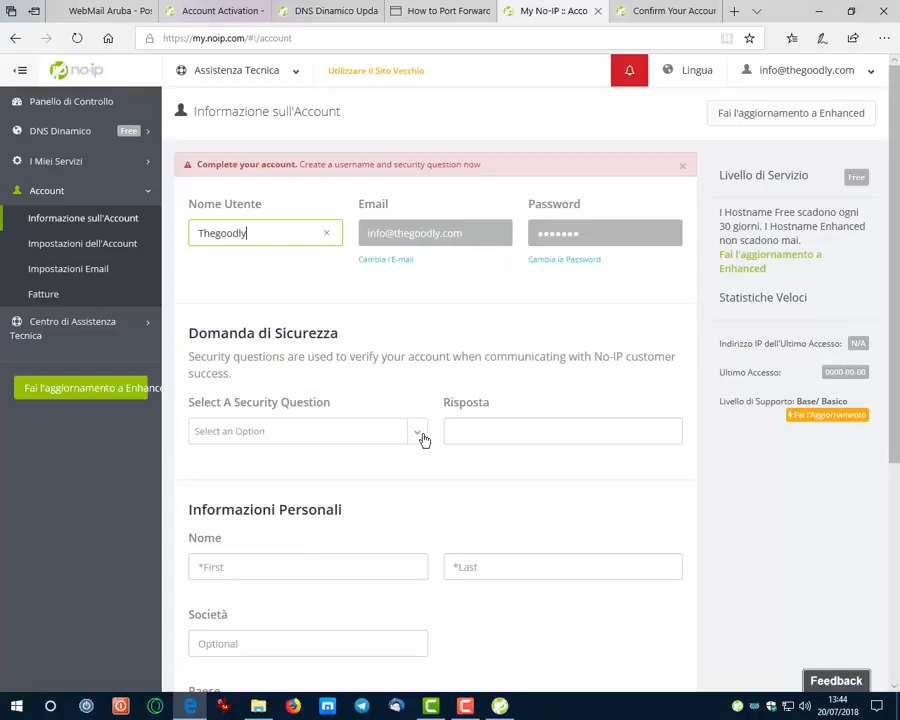 WebMail Aruba - Pos
Account Activation -
DNS Dinamico Upda
How to Port Forward
My No-IP :: Acco
Confirm Your Accour
https://my.noip.com/#!/account
no-ip
Assistenza Tecnica
Utilizzare il Sito Vecchio
Lingua
info@thegoodly.com
Panello di Controllo
DNS Dinamico
Free
I Miei Servizi
Account
Informazione sull'Account
Impostazioni dell'Account
Impostazioni Email
Fatture
Centro di Assistenza
Tecnica
Fai l'aggiornamento a Enhance
Informazione sull'Account
Fai l'aggiornamento a Enhanced
Complete your account. Create a username and security question now
Nome Utente
Email
Password
Thegoodly
info@thegoodly.com
•••••••
Cambia l'E-mail
Cambia la Password
Domanda di Sicurezza
Security questions are used to verify your account when communicating with No-IP customer
success.
Select A Security Question
Risposta
Select an Option
Informazioni Personali
Nome
*First
*Last
Società
Optional
Paese
Livello di Servizio
Free
I Hostname Free scadono ogni
30 giorni. I Hostname Enhanced
non scadono mai.
Fai l'aggiornamento a
Enhanced
Statistiche Veloci
Indirizzo IP dell'Ultimo Accesso:
N/A
Ultimo Accesso:
0000-00-00
Livello di Supporto: Base/ Basico
Fai l'Aggiornamento
Feedback
13:44
20/07/2018